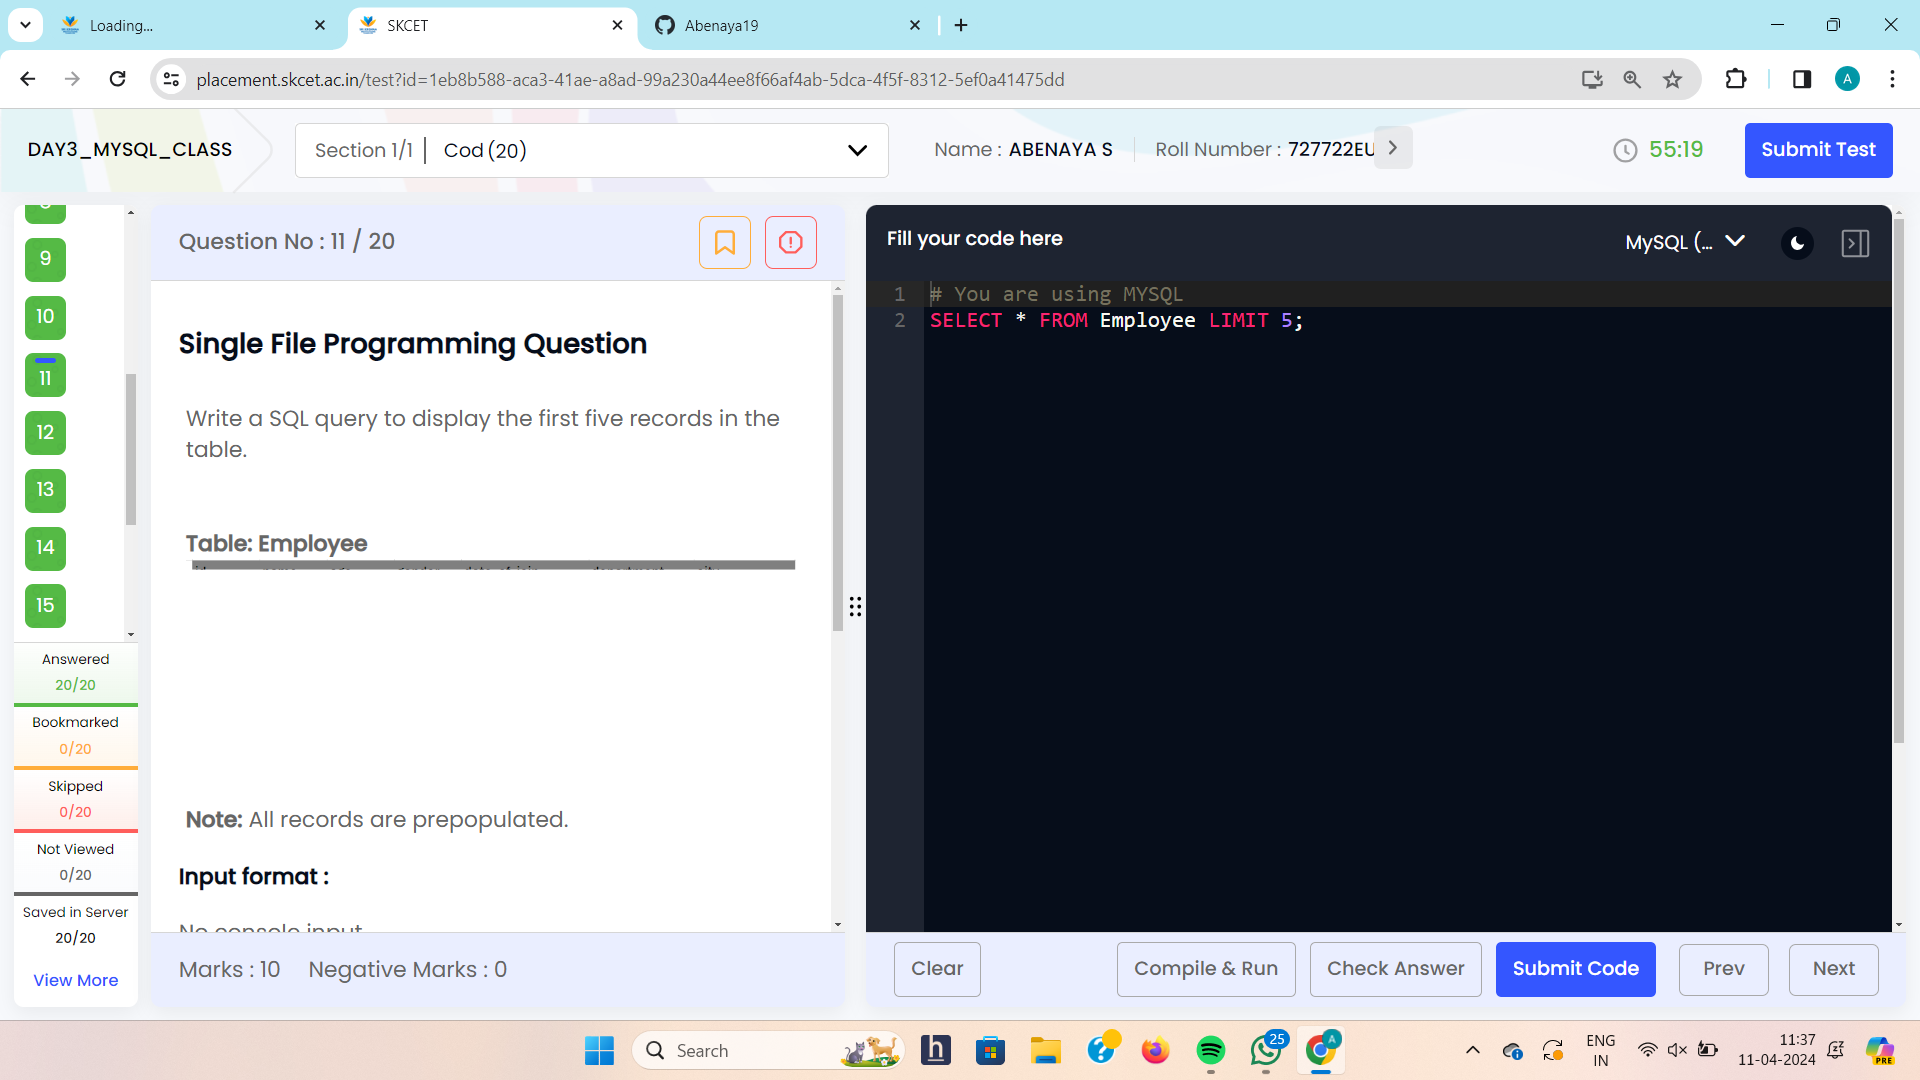 Loading...
SKCET
Abenaya19
placement.skcet.ac.in/test?id=1eb8b588-aca3-41ae-a8ad-99a230a44ee8f66af4ab-5dca-4f5f-8312-5ef0a41475dd
A
DAY3_MYSQL_CLASS
Section 1/1
Cod (20)
Name : ABENAYA S
Roll Number : 727722EU
55:19
Submit Test
9
10
11
12
13
14
15
Answered
20/20
Bookmarked
0/20
Skipped
0/20
Not Viewed
0/20
Saved in Server
20/20
View More
Question No : 11 / 20
Single File Programming Question
Write a SQL query to display the first five records in the
table.
Table: Employee
Note: All records are prepopulated.
Input format :
No console input
Marks : 10
Negative Marks : 0
Fill your code here
MySQL (...
1 # You are using MYSQL
2 SELECT * FROM Employee LIMIT 5;
Clear
Compile & Run
Check Answer
Submit Code
Prev
Next
Search
h
25
A
ENG
IN
11:37
11-04-2024
PRE